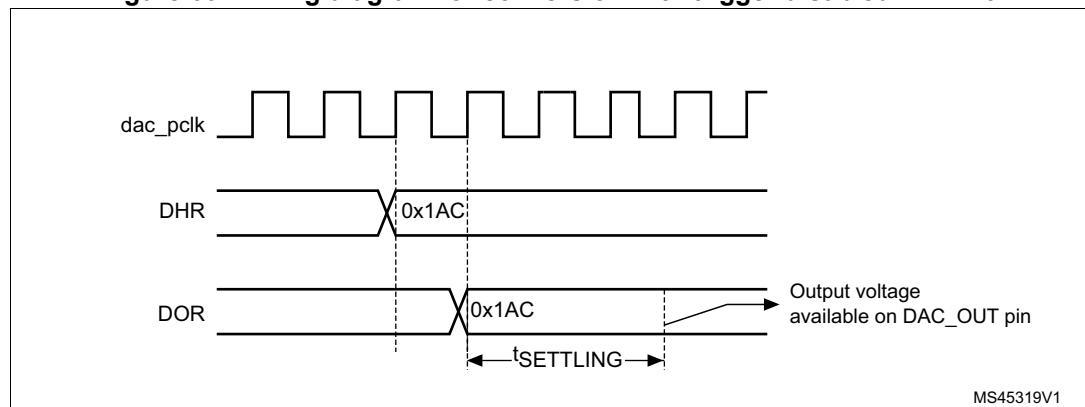 dac_pclk
DHR
0x1AC
DOR
0x1AC
Output voltage
available on DAC_OUT pin
tSETTLING
MS45319V1